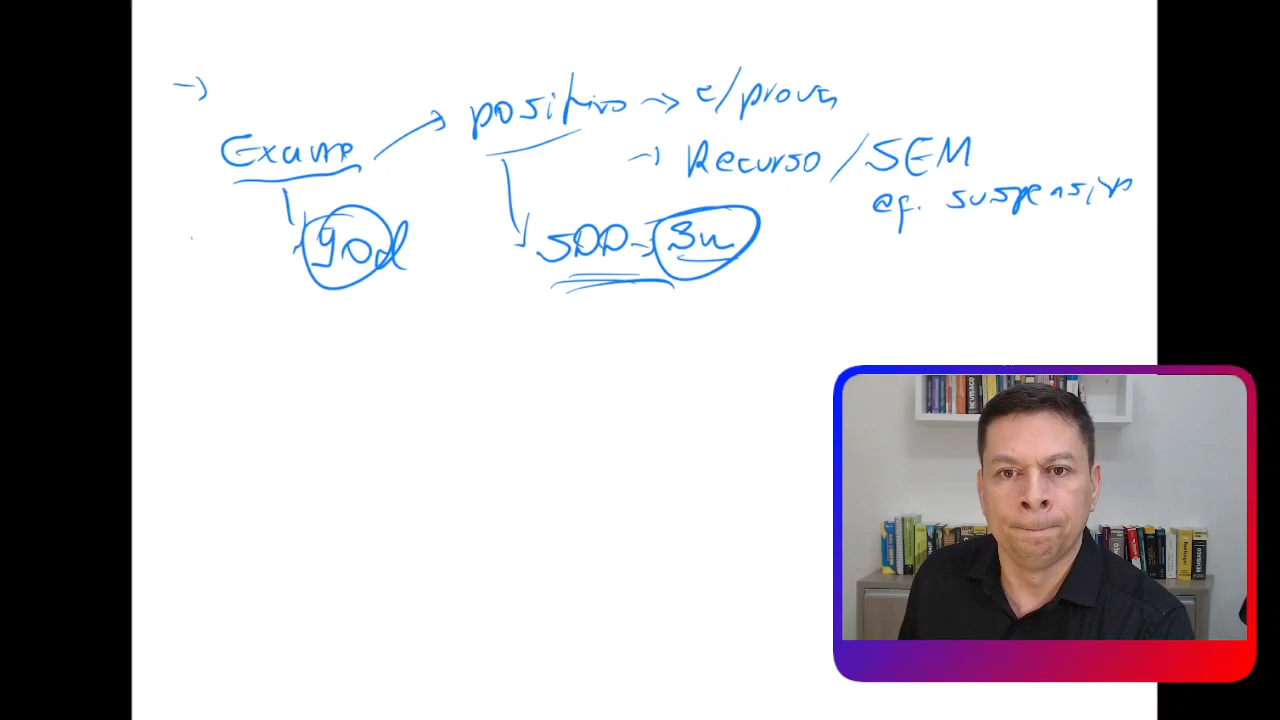 Exame → positivo → c/prova
→ Recurso / SEM
ef. suspensivo
90d
SDD → 3m